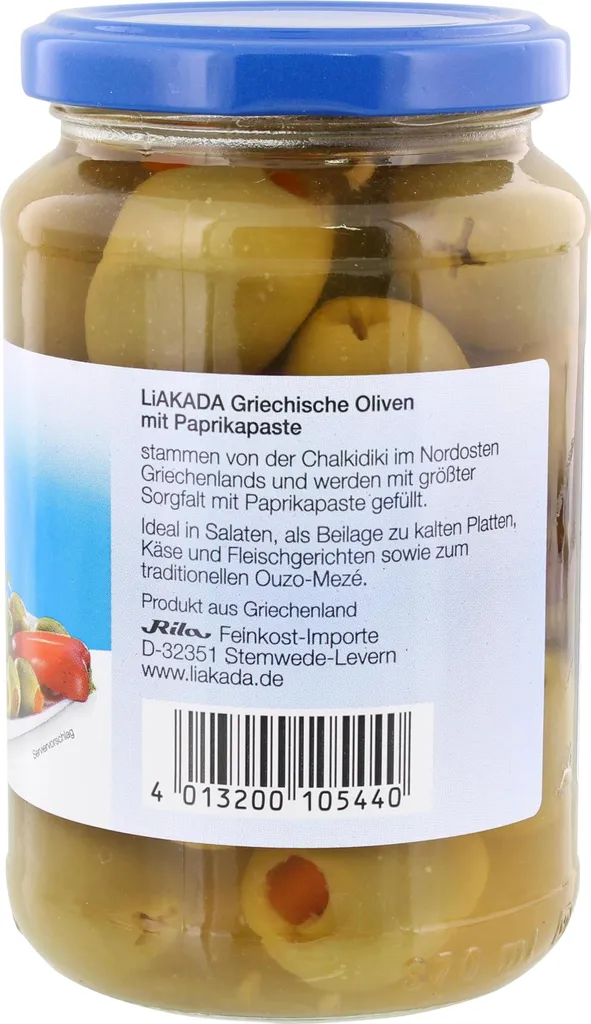 LiAKADA Griechische Oliven
mit Paprikapaste
stammen von der Chalkidiki im Nordosten
Griechenlands und werden mit größter
Sorgfalt mit Paprikapaste gefüllt.
Ideal in Salaten, als Beilage zu kalten Platten,
Käse und Fleischgerichten sowie zum
traditionellen Ouzo-Mezé.
Produkt aus Griechenland
Rila Feinkost-Importe
D-32351 Stemwede-Levern
www.liakada.de
Serviervorschlag
4 013200 105440
370 ml